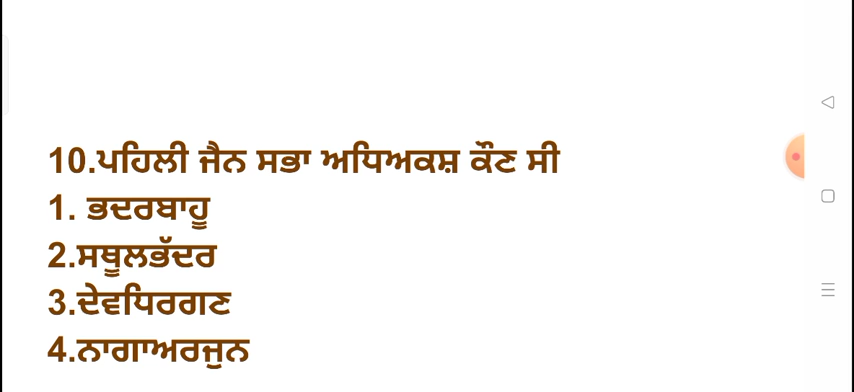 10.ਪਹਿਲੀ ਜੈਨ ਸਭਾ ਅਧਿਅਕਸ਼ ਕੌਣ ਸੀ
1. ਭਦਰਬਾਹੂ
2.ਸਥੂਲਭੱਦਰ
3.ਦੇਵਧਿਰਗਣ
4.ਨਾਗਾਅਰਜੁਨ